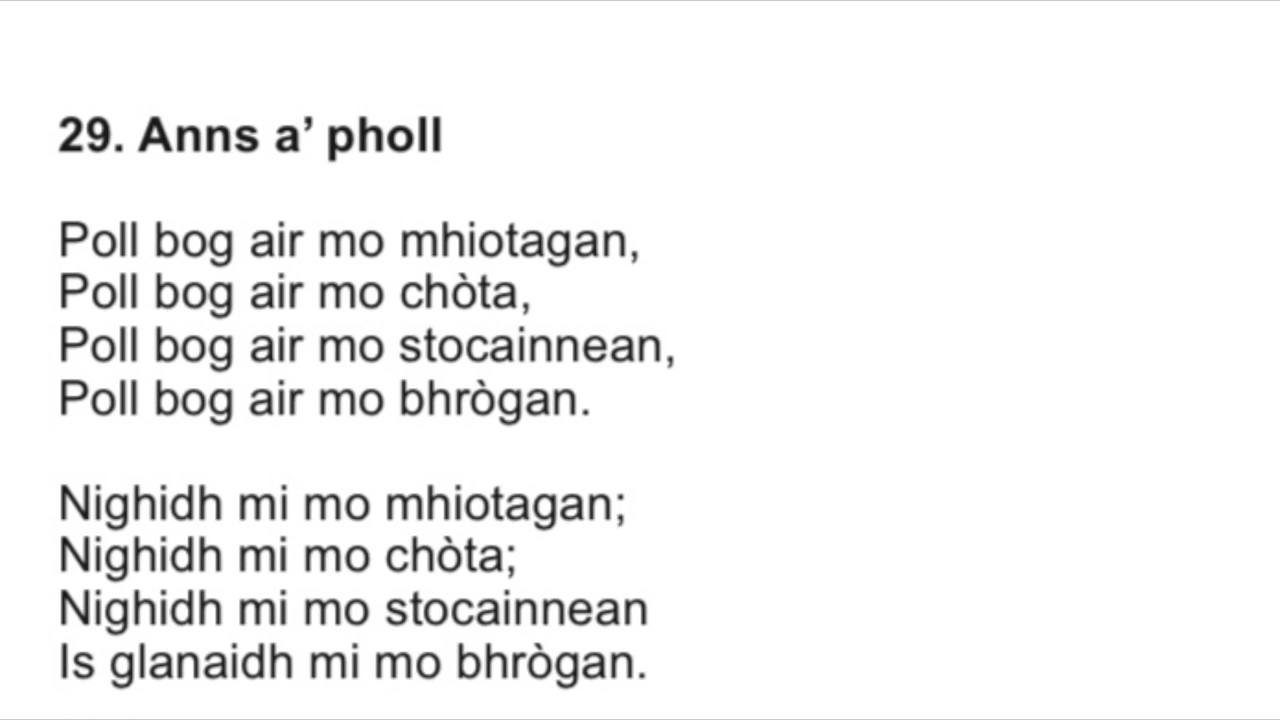 29. Anns a’ pholl
Poll bog air mo mhiotagan,
Poll bog air mo chòta,
Poll bog air mo stocainnean,
Poll bog air mo bhrògan.
Nighidh mi mo mhiotagan;
Nighidh mi mo chòta;
Nighidh mi mo stocainnean
Is glanaidh mi mo bhrògan.